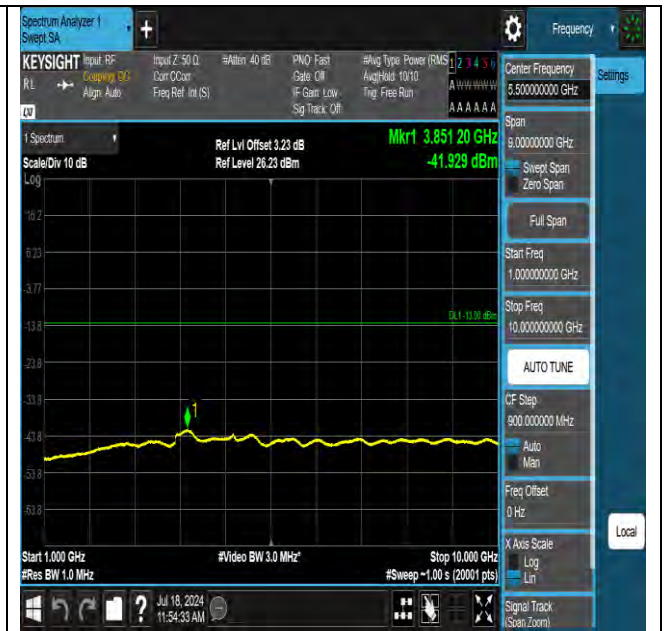 Spectrum Analyzer 1
Swept SA
+
Frequency
KEYSIGHT Input: RF
RL
Coupling: DC
Align: Auto
Input Z: 50 Ω
Corr CCorr
Freq Ref: Int (S)
#Atten: 40 dB
PNO: Fast
Gate: Off
IF Gain: Low
Sig Track: Off
#Avg Type: Power (RMS
Avg|Hold: 10/10
Trig: Free Run
1 2 3 4 5 6
A W W W W W
A A A A A A
1 Spectrum
Scale/Div 10 dB
Log
Ref Lvl Offset 3.23 dB
Ref Level 26.23 dBm
Mkr1 3.851 20 GHz
-41.929 dBm
16.2
6.23
-3.77
-13.8
-23.8
-33.8
-43.8
-53.8
-63.8
DL1 -13.00 dBm
1
Start 1.000 GHz
#Res BW 1.0 MHz
#Video BW 3.0 MHz*
Stop 10.000 GHz
#Sweep ~1.00 s (20001 pts)
?
Jul 18, 2024
11:54:33 AM
Center Frequency
5.500000000 GHz
Settings
Span
9.00000000 GHz
Swept Span
Zero Span
Full Span
Start Freq
1.000000000 GHz
Stop Freq
10.000000000 GHz
AUTO TUNE
CF Step
900.000000 MHz
Auto
Man
Freq Offset
0 Hz
X Axis Scale
Log
Lin
Local
Signal Track
(Span Zoom)